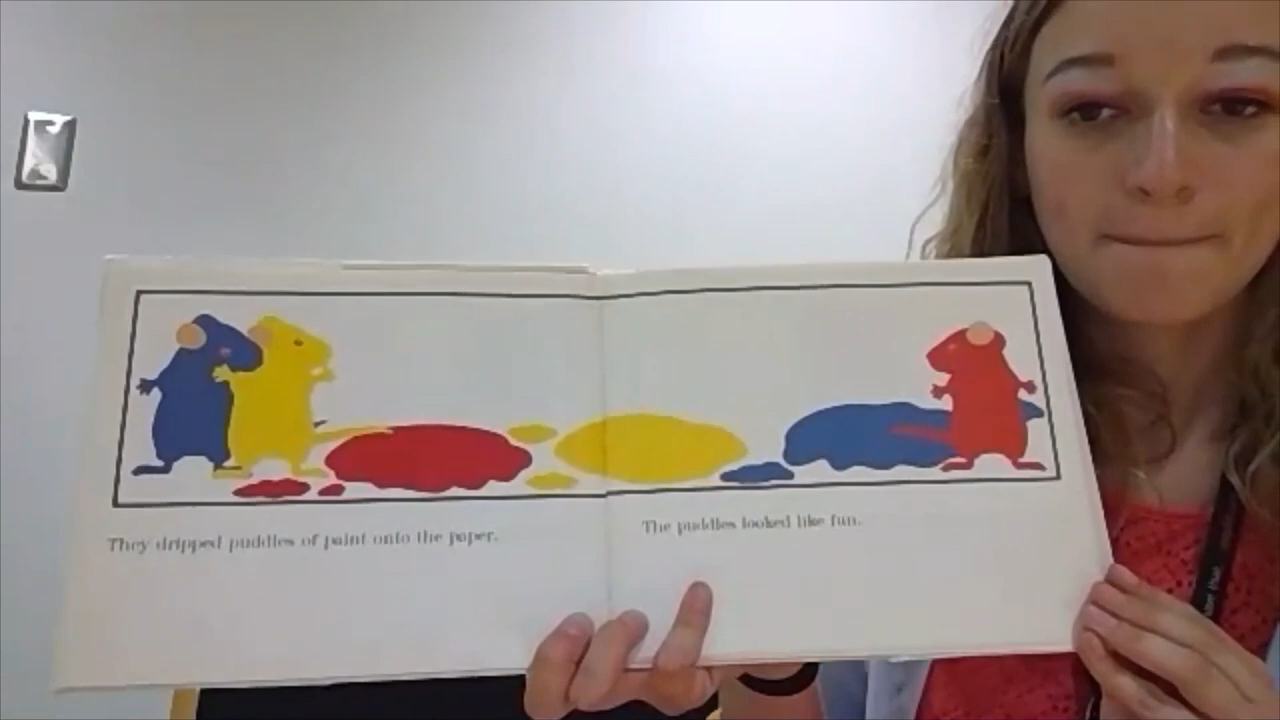 They dripped puddles of paint onto the paper.
The puddles looked like fun.